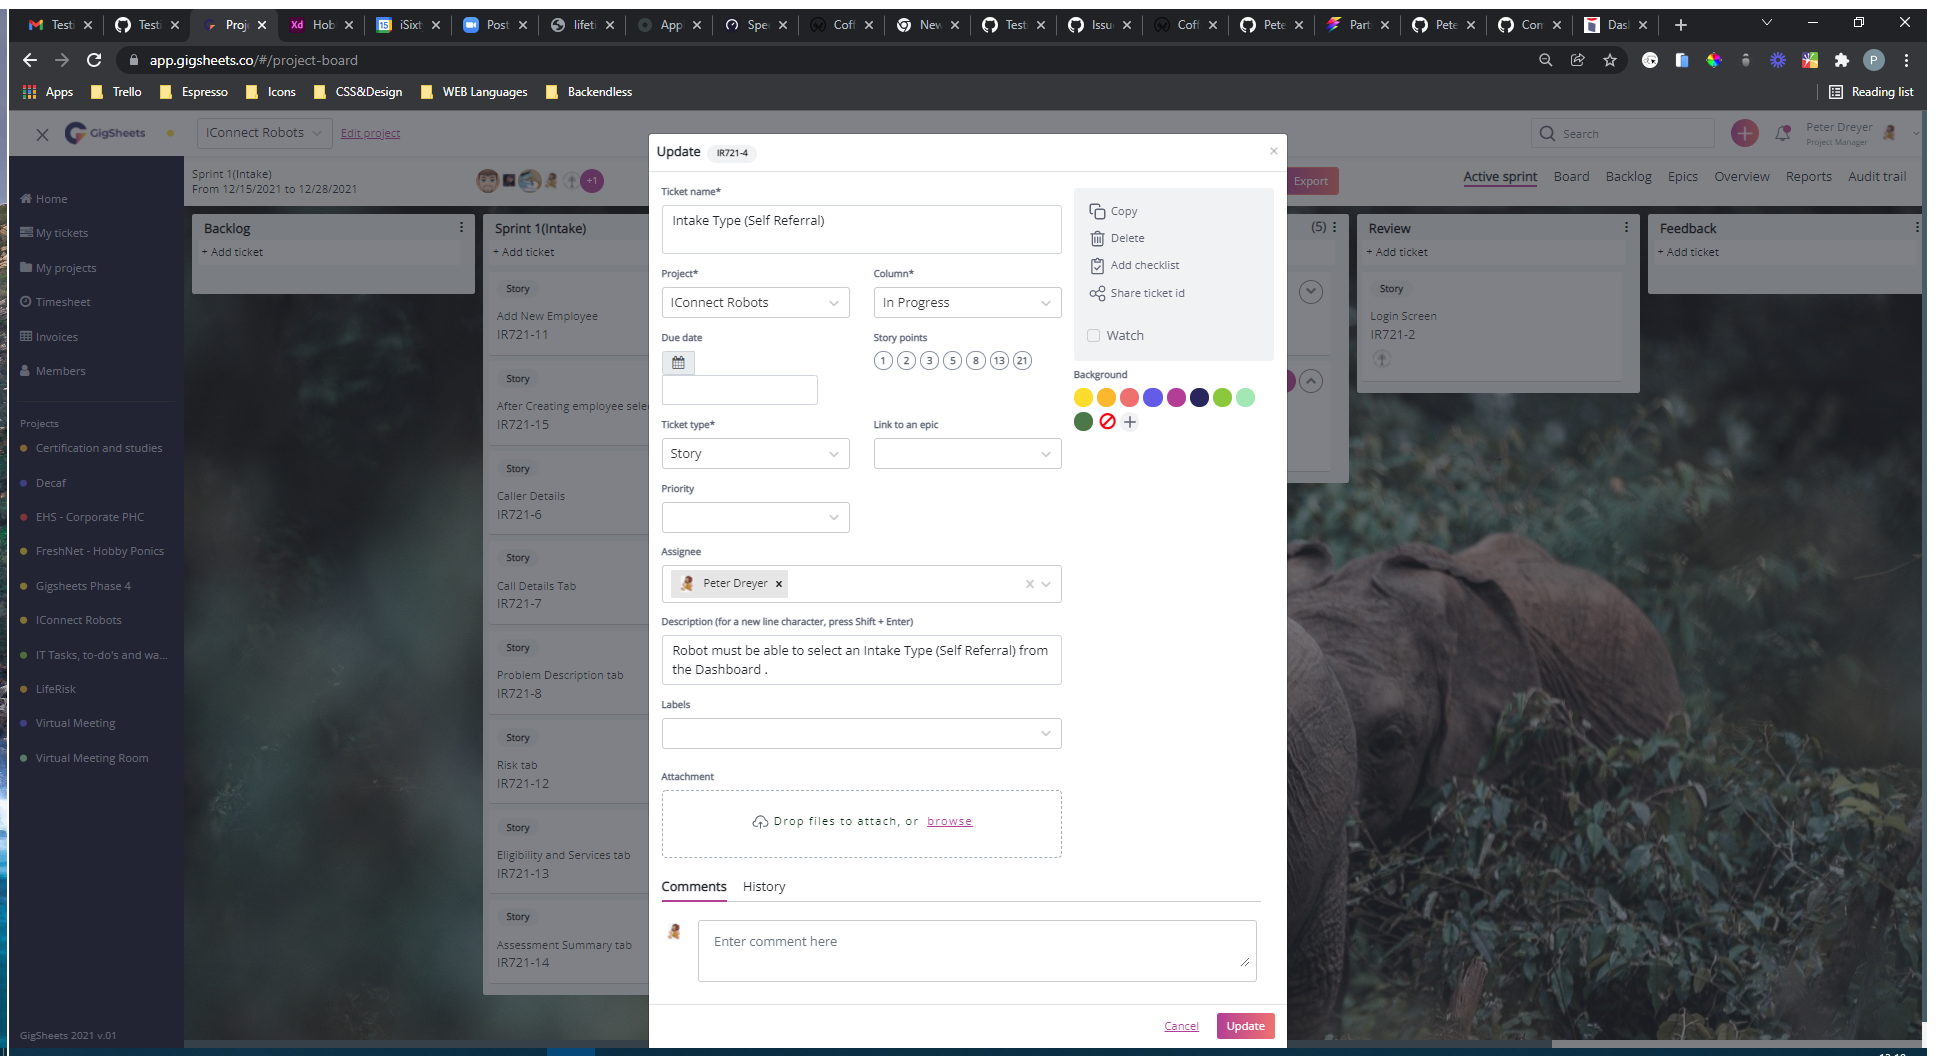 Testi
Testi
Proj
Hob
iSixt
Post
lifeti
App
Spee
Coff
New
Testi
Issu
Coff
Pete
Part
Pete
Con
Dasl
app.gigsheets.co/#/project-board
Apps
Trello
Espresso
Icons
CSS&Design
WEB Languages
Backendless
Reading list
GigSheets
IConnect Robots
Edit project
Search
Peter Dreyer
Project Manager
Sprint 1(Intake)
From 12/15/2021 to 12/28/2021
+1
Export
Active sprint
Board
Backlog
Epics
Overview
Reports
Audit trail
Home
My tickets
My projects
Timesheet
Invoices
Members
Projects
Certification and studies
Decaf
EHS - Corporate PHC
FreshNet - Hobby Ponics
Gigsheets Phase 4
IConnect Robots
IT Tasks, to-do's and wa...
LifeRisk
Virtual Meeting
Virtual Meeting Room
GigSheets 2021 v.01
Backlog
+ Add ticket
Sprint 1(Intake)
+ Add ticket
Story
Add New Employee
IR721-11
Story
After Creating employee sele
IR721-15
Story
Caller Details
IR721-6
Story
Call Details Tab
IR721-7
Story
Problem Description tab
IR721-8
Story
Risk tab
IR721-12
Story
Eligibility and Services tab
IR721-13
Story
Assessment Summary tab
IR721-14
Update
IR721-4
Ticket name*
Intake Type (Self Referral)
Project*
IConnect Robots
Column*
In Progress
Due date
Story points
1 2 3 5 8 13 21
Ticket type*
Story
Link to an epic
Priority
Assignee
Peter Dreyer
Description (for a new line character, press Shift + Enter)
Robot must be able to select an Intake Type (Self Referral) from
the Dashboard .
Labels
Attachment
Drop files to attach, or browse
Comments
History
Enter comment here
Cancel
Update
Copy
Delete
Add checklist
Share ticket id
Watch
Background
(5)
Review
+ Add ticket
Story
Login Screen
IR721-2
Feedback
+ Add ticket